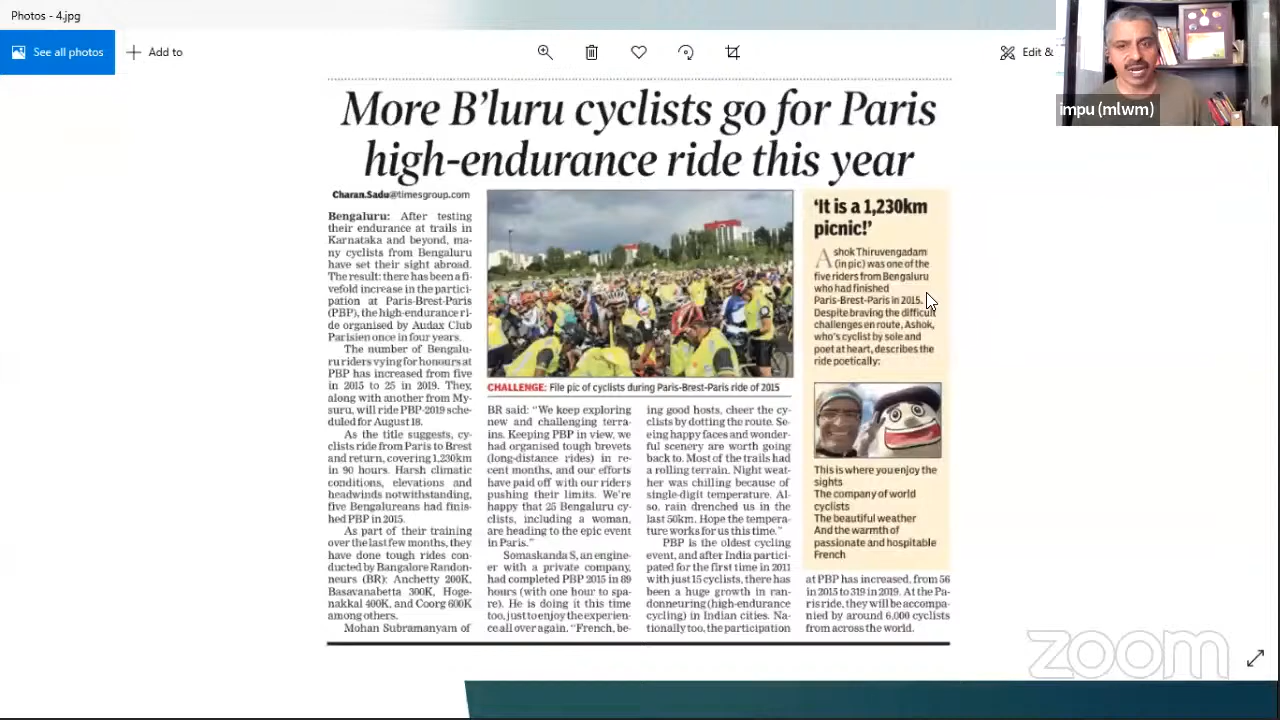 Photos - 4.jpg
See all photos
Add to
Edit &
impu (mlwm)
More B'luru cyclists go for Paris
high-endurance ride this year
Charan.Sadu@timesgroup.com
Bengaluru: After testing
their endurance at trails in
Karnataka and beyond, ma-
ny cyclists from Bengaluru
have set their sight abroad.
The result: there has been a fi-
vefold increase in the partici-
pation at Paris-Brest-Paris
(PBP), the high-endurance ri-
de organised by Audax Club
Parisien once in four years.
The number of Bengalu-
ru riders vying for honours at
PBP has increased from five
in 2015 to 25 in 2019. They,
along with another from My-
suru, will ride PBP-2019 sche-
duled for August 18.
As the title suggests, cy-
clists ride from Paris to Brest
and return, covering 1,230km
in 90 hours. Harsh climatic
conditions, elevations and
headwinds notwithstanding,
five Bengalureans had finis-
hed PBP in 2015.
As part of their training
over the last few months, they
have done tough rides con-
ducted by Bangalore Randon-
neurs (BR): Anchetty 200K,
Basavanabetta 300K, Hoge-
nakkal 400K, and Coorg 600K
among others.
Mohan Subramanyam of
CHALLENGE: File pic of cyclists during Paris-Brest-Paris ride of 2015
BR said: "We keep exploring
new and challenging terra-
ins. Keeping PBP in view, we
had organised tough brevets
(long-distance rides) in re-
cent months, and our efforts
have paid off with our riders
pushing their limits. We're
happy that 25 Bengaluru cy-
clists, including a woman,
are heading to the epic event
in Paris."
Somaskanda S, an engine-
er with a private company,
had completed PBP 2015 in 89
hours (with one hour to spa-
re). He is doing it this time
too, just to enjoy the experien-
ce all over again. "French, be-
ing good hosts, cheer the cy-
clists by dotting the route. Se-
eing happy faces and wonder-
ful scenery are worth going
back to. Most of the trails had
a rolling terrain. Night weat-
her was chilling because of
single-digit temperature. Al-
so, rain drenched us in the
last 50km. Hope the tempera-
ture works for us this time."
PBP is the oldest cycling
event, and after India partici-
pated for the first time in 2011
with just 15 cyclists, there has
been a huge growth in ran-
donneuring (high-endurance
cycling) in Indian cities. Na-
tionally too, the participation
at PBP has increased, from 56
in 2015 to 319 in 2019. At the Pa-
ris ride, they will be accompa-
nied by around 6,000 cyclists
from across the world.
'It is a 1,230km
picnic!'
Ashok Thiruvengadam
(in pic) was one of the
five riders from Bengaluru
who had finished
Paris-Brest-Paris in 2015.
Despite braving the difficult
challenges en route, Ashok,
who's cyclist by sole and
poet at heart, describes the
ride poetically:
This is where you enjoy the
sights
The company of world
cyclists
The beautiful weather
And the warmth of
passionate and hospitable
French
zoom